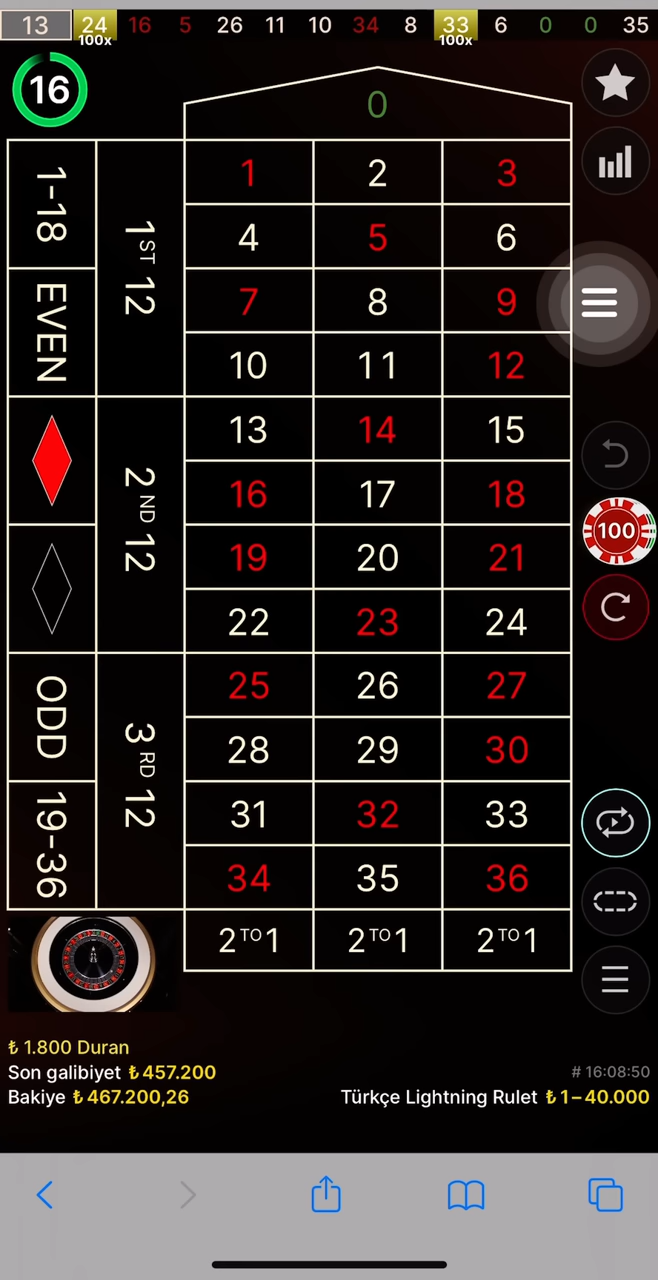 13 24 16 5 26 11 10 34 8 33 6 0 0 35
100x 100x
16
0
1-18
EVEN
ODD
19-36
1ST 12
2ND 12
3RD 12
1 2 3
4 5 6
7 8 9
10 11 12
13 14 15
16 17 18
19 20 21
22 23 24
25 26 27
28 29 30
31 32 33
34 35 36
2TO1 2TO1 2TO1
100
₺ 1.800 Duran
Son galibiyet ₺ 457.200
# 16:08:50
Bakiye ₺ 467.200,26
Türkçe Lightning Rulet ₺ 1–40.000